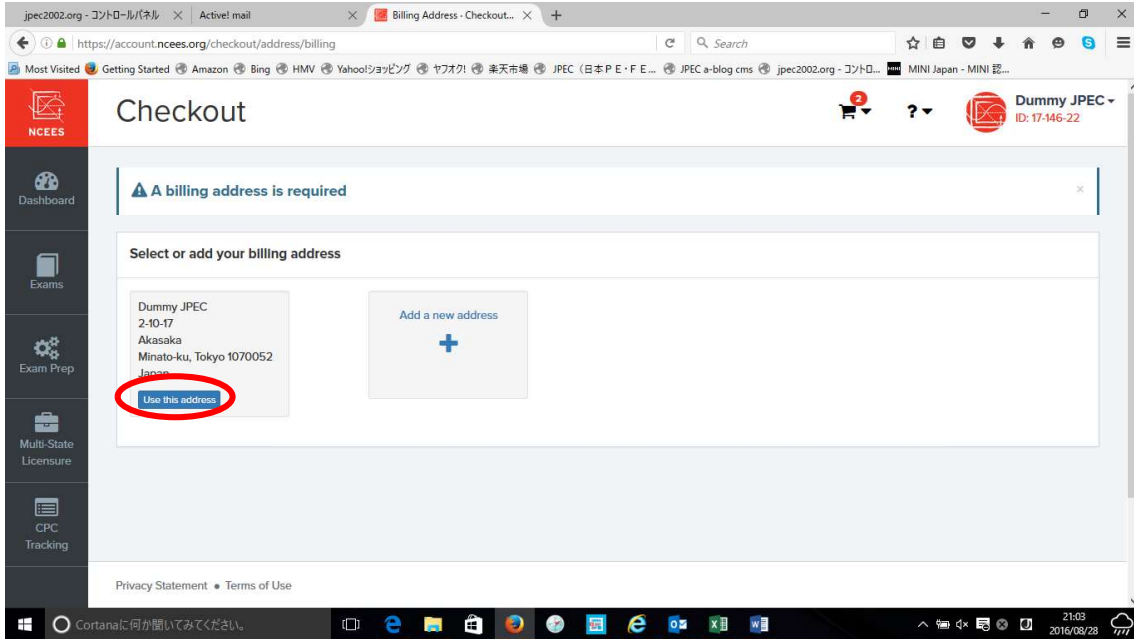 jpec2002.org - コントロールパネル
Active! mail
Billing Address - Checkout...
https://account.ncees.org/checkout/address/billing
Search
Most Visited
Getting Started
Amazon
Bing
HMV
Yahoo!ショッピング
ヤフオク!
楽天市場
JPEC (日本ＰＥ・ＦＥ...
JPEC a-blog cms
jpec2002.org - コントロ...
MINI
MINI Japan - MINI 認...
NCEES
Checkout
2
?
Dummy JPEC
ID: 17-146-22
Dashboard
Exams
Exam Prep
Multi-State
Licensure
CPC
Tracking
A billing address is required
×
Select or add your billing address
Dummy JPEC
2-10-17
Akasaka
Minato-ku, Tokyo 1070052
Japan
Use this address
Add a new address
Privacy Statement • Terms of Use
Cortanaに何か聞いてみてください。
21:03
2016/08/28